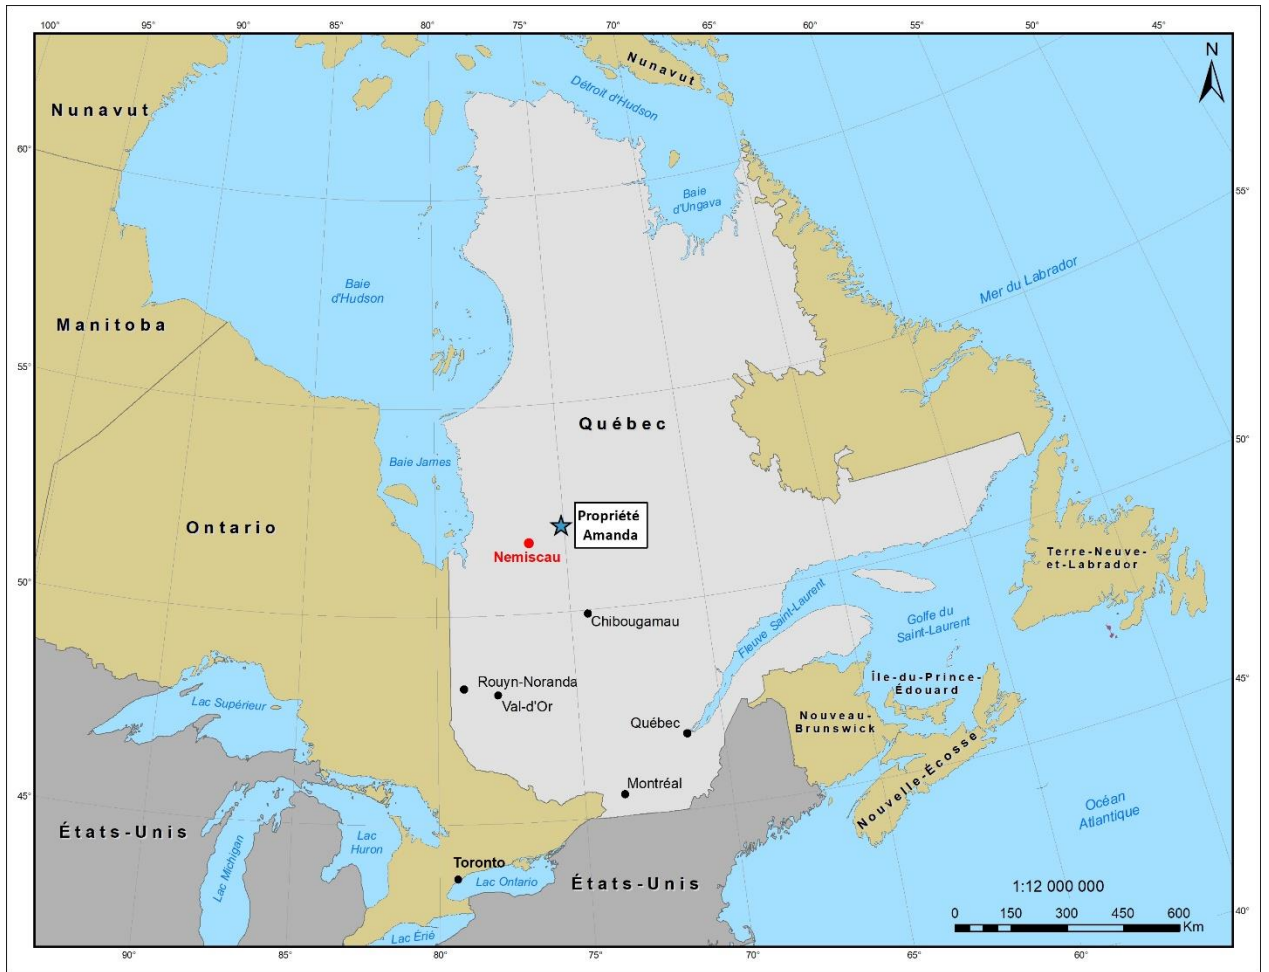 100°
95°
90°
85°
80°
75°
70°
65°
60°
55°
50°
45°
N
Nunavut
Nunavut
Détroit d'Hudson
60°
55°
Baie
d'Ungava
Mer du Labrador
Baie
d'Hudson
Manitoba
55°
Québec
50°
Baie James
Ontario
Propriété
Amanda
Nemiscau
Terre-Neuve-
et-Labrador
50°
Chibougamau
Fleuve Saint-Laurent
Golfe du
Saint-Laurent
Rouyn-Noranda
Val-d'Or
Île-du-Prince-
Édouard
45°
Lac Supérieur
Québec
Nouveau-
Brunswick
Nouvelle-Écosse
Montréal
45°
Océan
Atlantique
États-Unis
Lac
Huron
Lac Michigan
Toronto
Lac Ontario
États-Unis
1:12 000 000
0
150
300
450
600
Km
40°
Lac Érié
90°
85°
80°
75°
70°
65°
60°